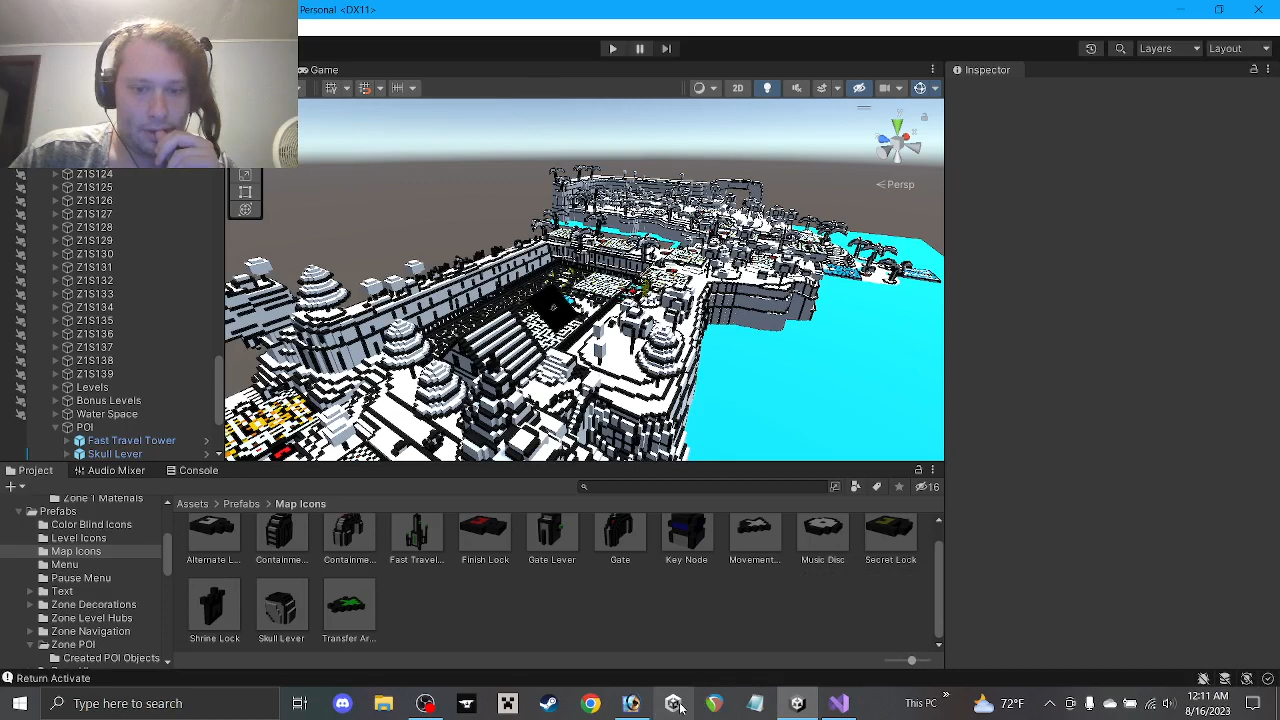 Personal <DX11>
Layers Layout
Game Inspector
2D
y
x
Persp
Z1S124
Z1S125
Z1S126
Z1S127
Z1S128
Z1S129
Z1S130
Z1S131
Z1S132
Z1S133
Z1S134
Z1S135
Z1S136
Z1S137
Z1S138
Z1S139
Levels
Bonus Levels
Water Space
POI
Fast Travel Tower
Skull Lever
Project Audio Mixer Console
16
Zone 1 Materials
Prefabs
Color Blind Icons
Level Icons
Map Icons
Menu
Pause Menu
Text
Zone Decorations
Zone Level Hubs
Zone Navigation
Zone POI
Created POI Objects
Assets > Prefabs > Map Icons
Alternate L... Containme... Containme... Fast Travel... Finish Lock Gate Lever Gate Key Node Movement... Music Disc Secret Lock
Shrine Lock Skull Lever Transfer Ar...
Return Activate
Type here to search
This PC » 72°F
12:11 AM
8/16/2023